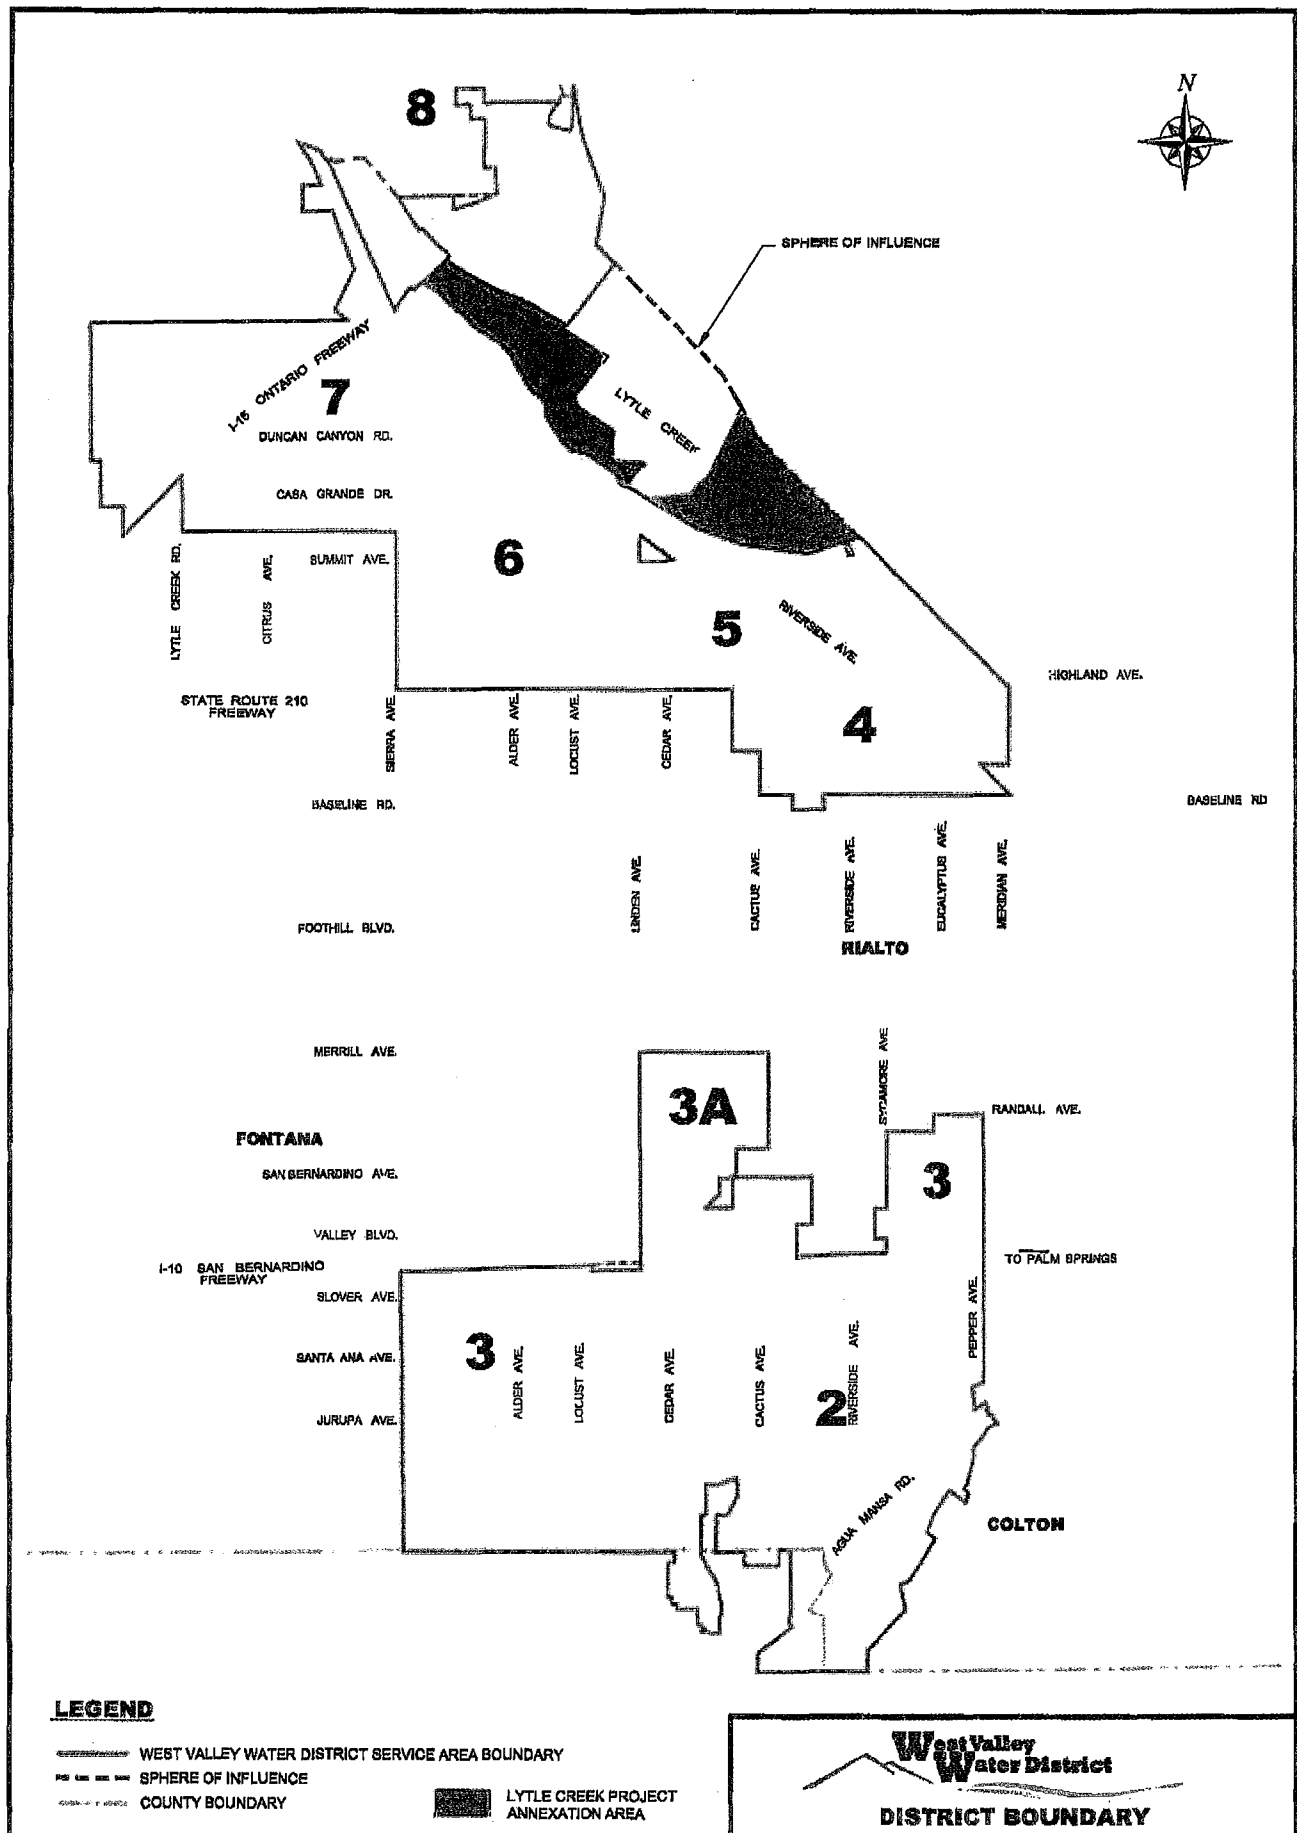 N
8
SPHERE OF INFLUENCE
I-15 ONTARIO FREEWAY
7
LYTLE CREEK
DUNCAN CANYON RD.
CASA GRANDE DR.
6
SUMMIT AVE.
LYTLE CREEK RD.
CITRUS AVE.
5
RIVERSIDE AVE.
HIGHLAND AVE.
STATE ROUTE 210
FREEWAY
SIERRA AVE.
ALDER AVE.
LOCUST AVE.
CEDAR AVE.
4
BASELINE RD.
BASELINE RD
LINDEN AVE.
CACTUS AVE.
RIVERSIDE AVE.
EUCALYPTUS AVE.
MERIDIAN AVE.
FOOTHILL BLVD.
RIALTO
MERRILL AVE.
SYCAMORE AVE
3A
RANDALL AVE.
FONTANA
SAN BERNARDINO AVE.
3
VALLEY BLVD.
TO PALM SPRINGS
I-10 SAN BERNARDINO
FREEWAY
SLOVER AVE.
PEPPER AVE.
3
SANTA ANA AVE.
ALDER AVE.
LOCUST AVE.
CEDAR AVE.
CACTUS AVE.
2
RIVERSIDE AVE.
JURUPA AVE.
AGUA MANSA RD.
COLTON
LEGEND
WEST VALLEY WATER DISTRICT SERVICE AREA BOUNDARY
SPHERE OF INFLUENCE
COUNTY BOUNDARY
LYTLE CREEK PROJECT
ANNEXATION AREA
West Valley
Water District
DISTRICT BOUNDARY